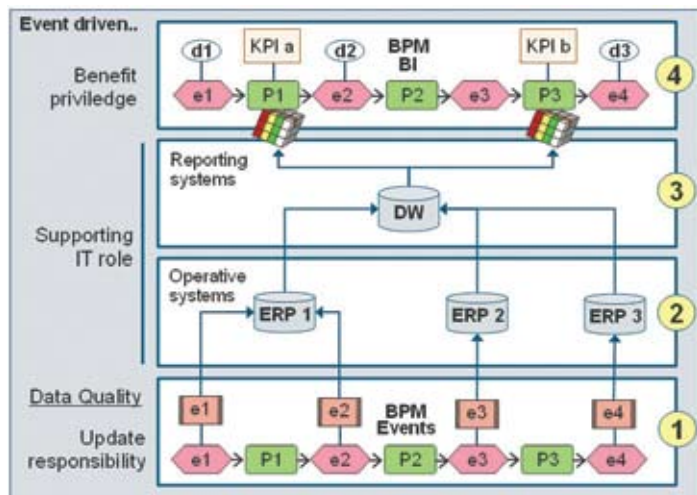 Event driven..
d1
KPI a
d2
BPM
BI
KPI b
d3
4
Benefit
priviledge
e1
P1
e2
P2
e3
P3
e4
Reporting
systems
3
DW
Supporting
IT role
Operative
systems
2
ERP 1
ERP 2
ERP 3
Data Quality
e1
e2
BPM
Events
e3
e4
1
Update
responsibility
e1
P1
e2
P2
e3
P3
e4